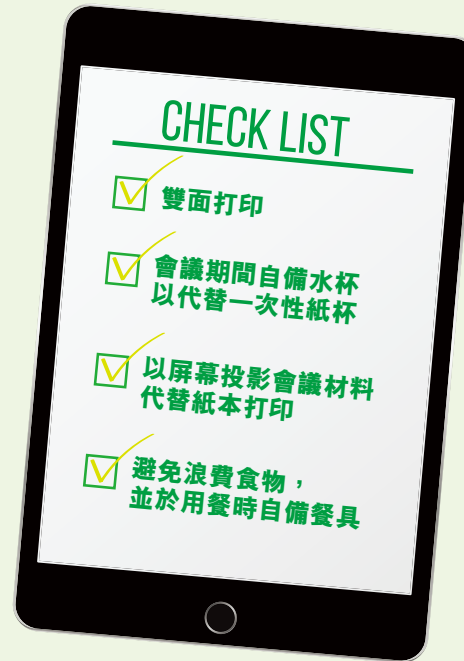 CHECK LIST
雙面打印
會議期間自備水杯
以代替一次性紙杯
以屏幕投影會議材料
代替紙本打印
避免浪費食物，
並於用餐時自備餐具